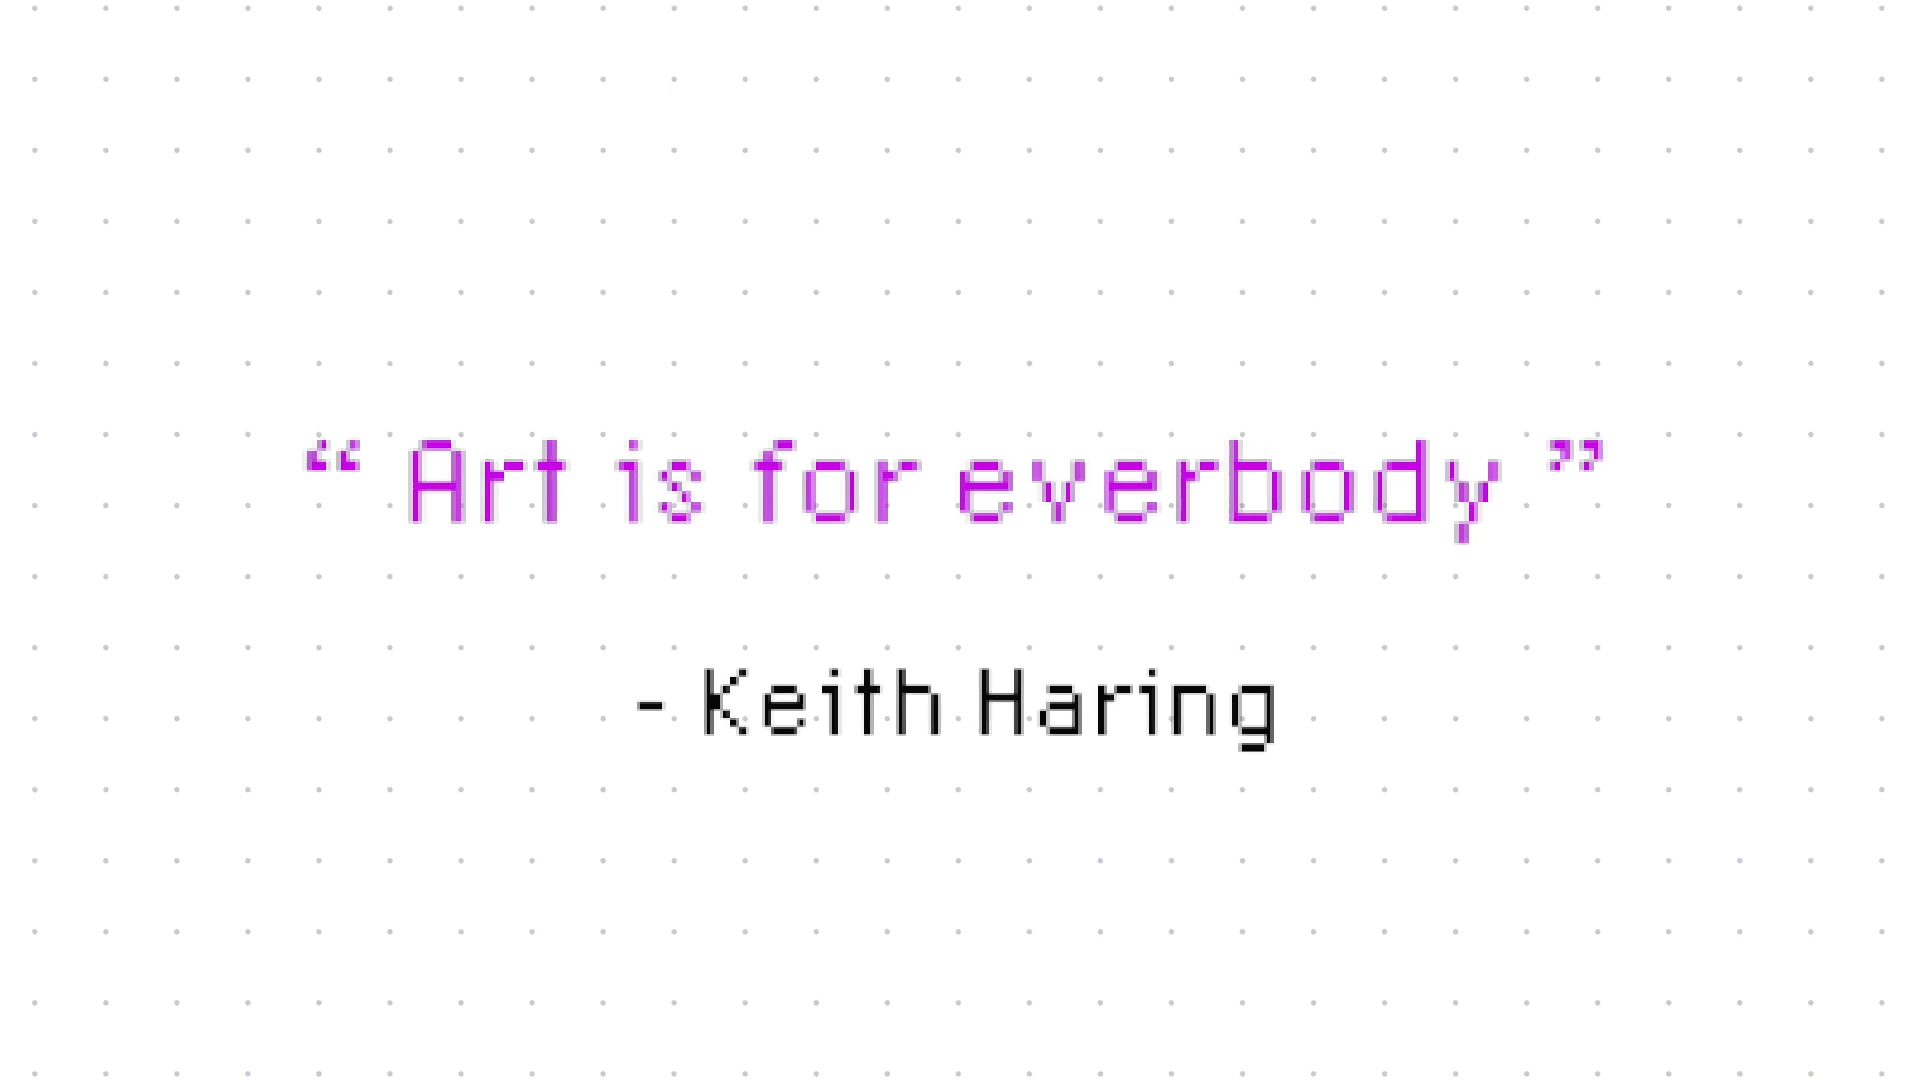 “ Art is for everbody ”
- Keith Haring